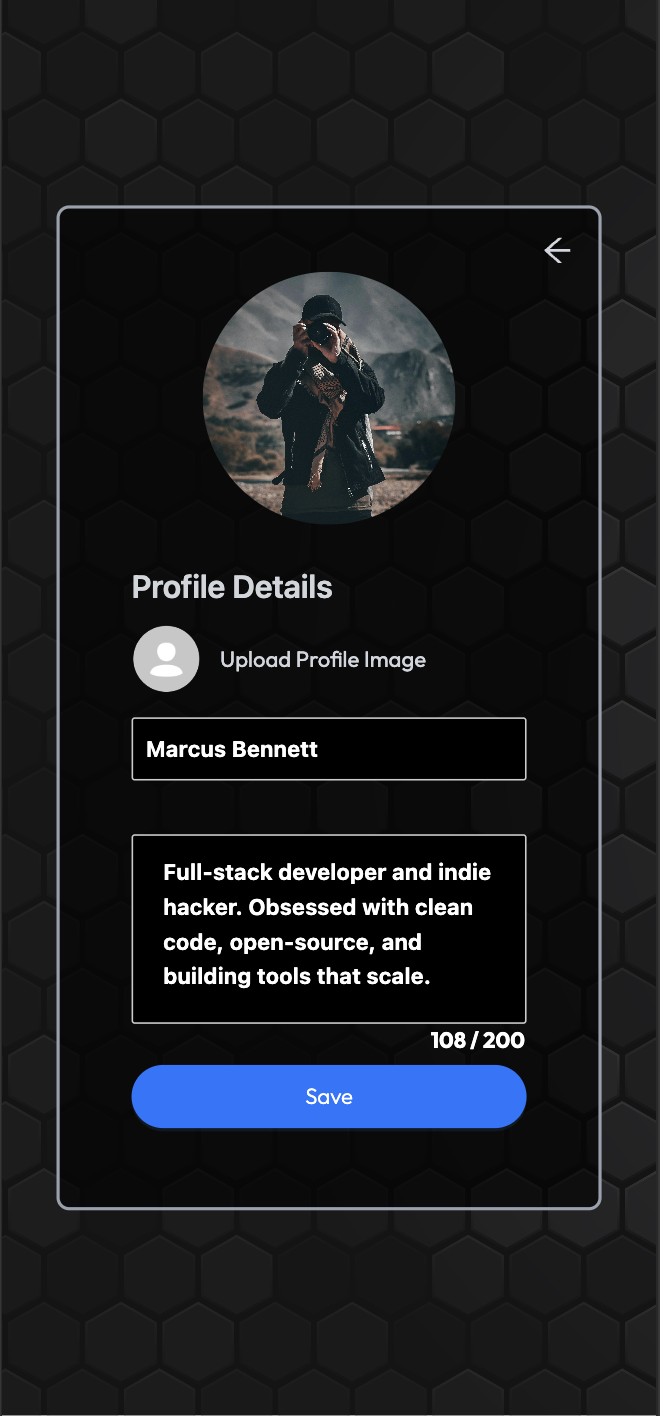 Profile Details
Upload Profile Image
Marcus Bennett
Full-stack developer and indie
hacker. Obsessed with clean
code, open-source, and
building tools that scale.
108 / 200
Save